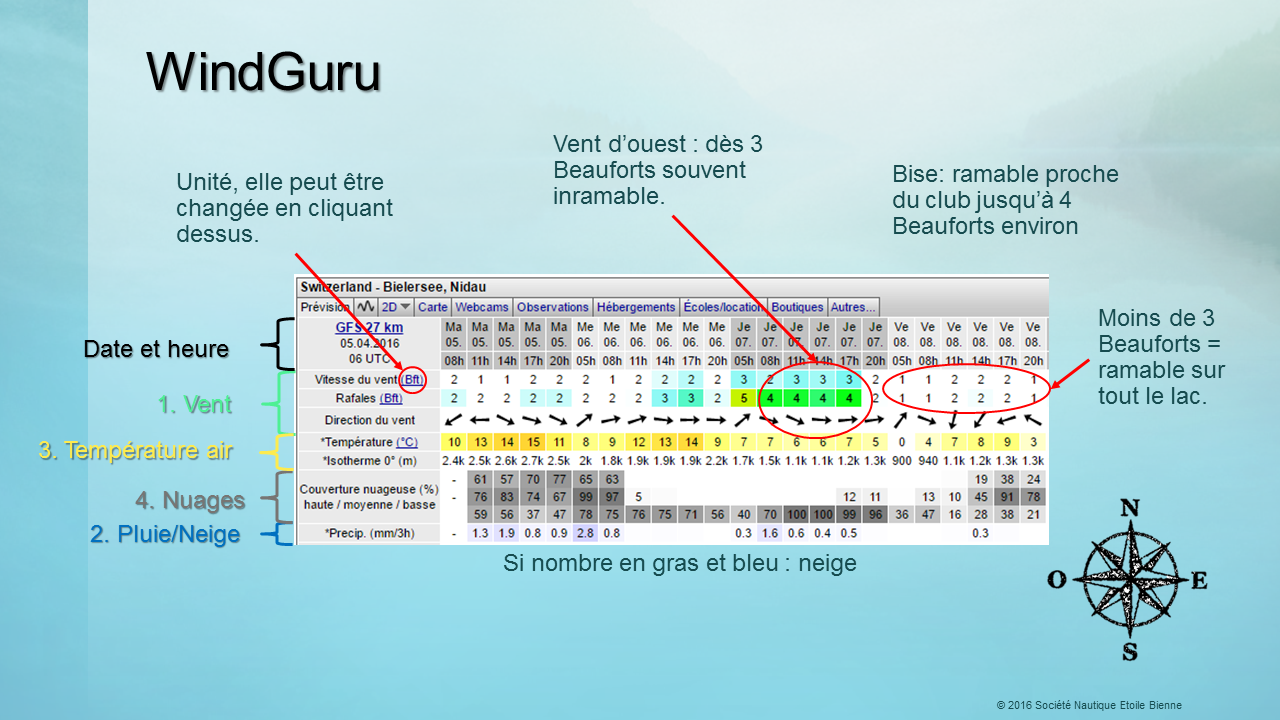 WindGuru
Vent d’ouest : dès 3
Beauforts souvent
inramable.
Unité, elle peut être
changée en cliquant
dessus.
Bise: ramable proche
du club jusqu’à 4
Beauforts environ
Moins de 3
Beauforts =
ramable sur
tout le lac.
Date et heure
1. Vent
3. Température air
4. Nuages
2. Pluie/Neige
Switzerland - Bielersee, Nidau
Prévision 2D Carte Webcams Observations Hébergements Écoles/location Boutiques Autres...
GFS 27 km Ma Ma Ma Ma Ma Me Me Me Me Me Me Je Je Je Je Je Je Ve Ve Ve Ve Ve Ve
05.04.2016 05. 05. 05. 05. 05. 06. 06. 06. 06. 06. 06. 07. 07. 07. 07. 07. 07. 08. 08. 08. 08. 08. 08.
06 UTC 08h 11h 14h 17h 20h 05h 08h 11h 14h 17h 20h 05h 08h 11h 14h 17h 20h 05h 08h 11h 14h 17h 20h
Vitesse du vent (Bft) 2 1 1 2 2 2 1 2 2 2 2 3 2 3 3 3 2 1 1 2 2 2 1
Rafales (Bft) 2 2 2 2 2 2 2 2 3 3 2 5 4 4 4 4 2 1 1 2 2 2 1
Direction du vent
*Température (°C) 10 13 14 15 11 8 9 12 13 14 9 7 7 6 6 7 5 0 4 7 8 9 3
*Isotherme 0° (m) 2.4k 2.5k 2.6k 2.7k 2.5k 2k 1.8k 1.9k 1.9k 1.9k 2.2k 1.7k 1.5k 1.1k 1.1k 1.2k 1.3k 900 940 1.1k 1.2k 1.3k 1.3k
Couverture nuageuse (%)
haute / moyenne / basse
- 61 57 70 77 65 63 19 38 24
- 76 83 74 67 99 97 5 12 11 13 10 45 91 78
59 56 37 47 78 75 76 75 71 56 40 70 100 100 99 96 36 47 16 28 38 21
*Precip. (mm/3h) - 1.3 1.9 0.8 0.9 2.8 0.8 0.3 1.6 0.6 0.4 0.5 0.3
Si nombre en gras et bleu : neige
N
O E
S
© 2016 Société Nautique Etoile Bienne